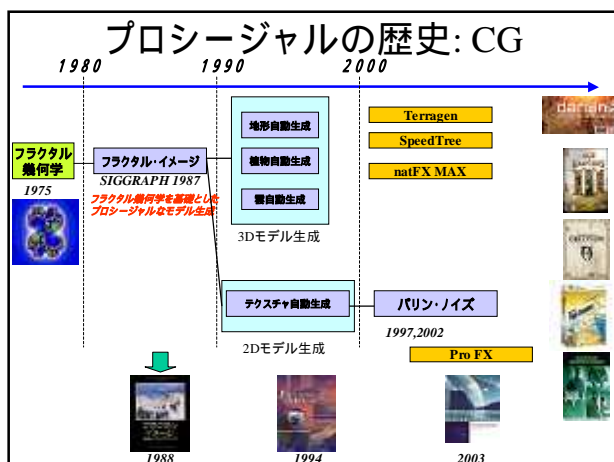 プロシージャルの歴史: CG
1980
1990
2000
フラクタル
幾何学
1975
フラクタル・イメージ
SIGGRAPH 1987
フラクタル幾何学を基礎とした
プロシージャルなモデル生成
地形自動生成
植物自動生成
雲自動生成
3Dモデル生成
テクスチャ自動生成
2Dモデル生成
Terragen
SpeedTree
natFX MAX
パリン・ノイズ
1997,2002
Pro FX
1988
1994
2003